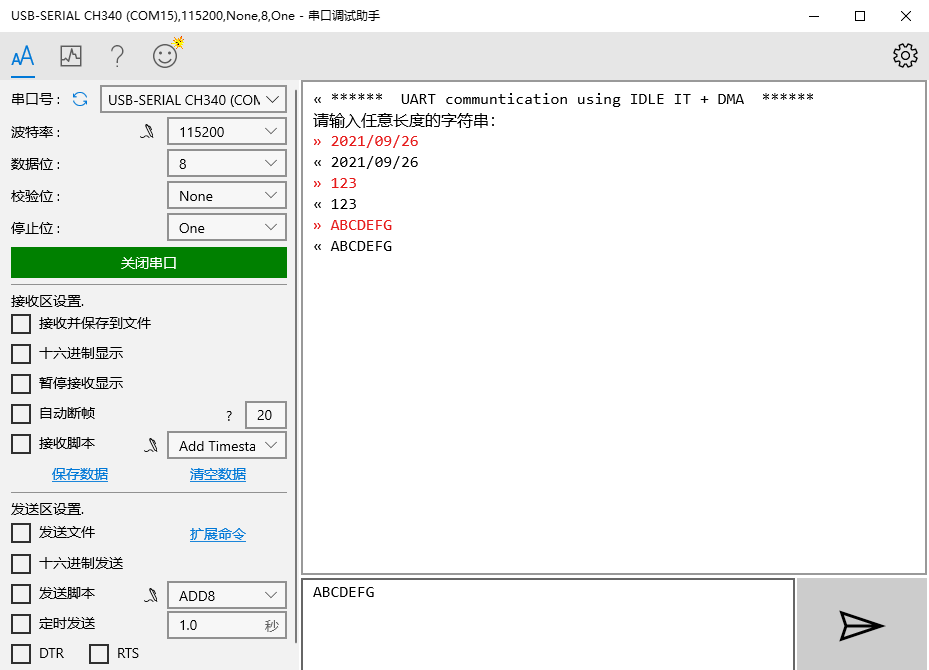 USB-SERIAL CH340 (COM15),115200,None,8,One - 串口调试助手
串口号： USB-SERIAL CH340 (COM
波特率： 115200
数据位： 8
校验位： None
停止位： One
关闭串口
接收区设置.
接收并保存到文件
十六进制显示
暂停接收显示
自动断帧 ? 20
接收脚本 Add Timesta
保存数据 清空数据
发送区设置.
发送文件 扩展命令
十六进制发送
发送脚本 ADD8
定时发送 1.0 秒
DTR RTS
« ****** UART communtication using IDLE IT + DMA ******
请输入任意长度的字符串：
» 2021/09/26
« 2021/09/26
» 123
« 123
» ABCDEFG
« ABCDEFG
ABCDEFG